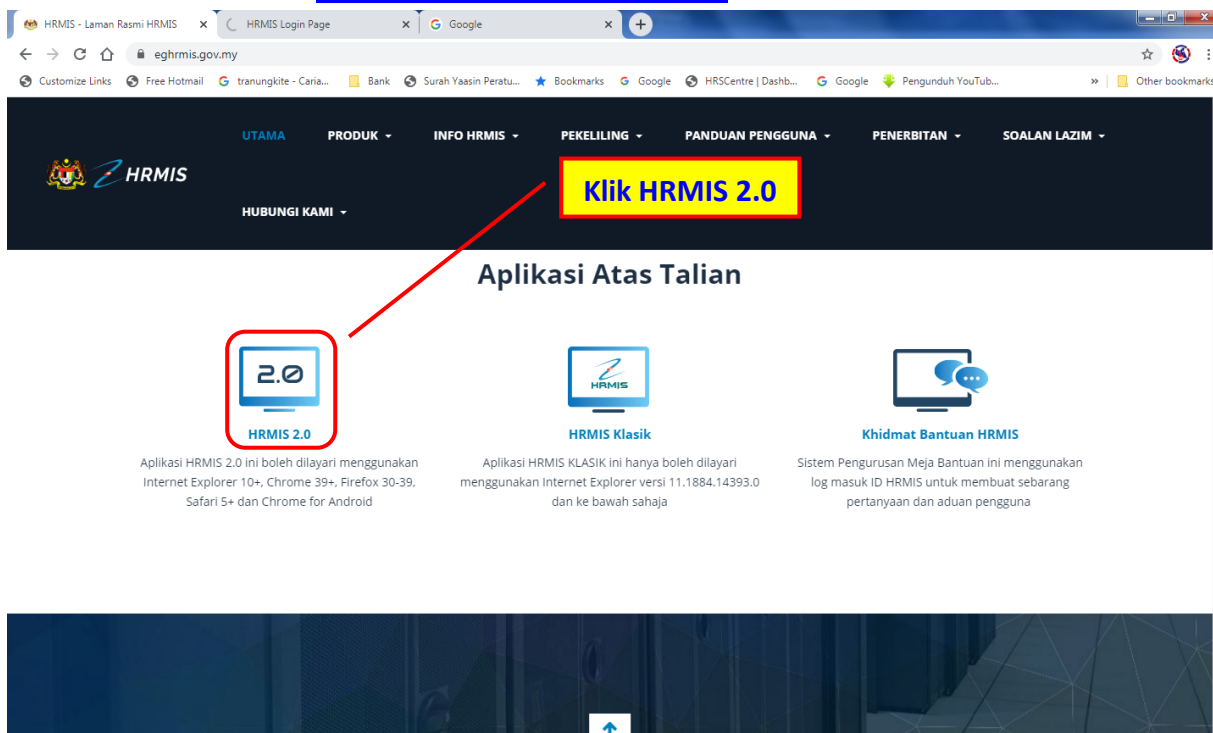 HRMIS - Laman Rasmi HRMIS
HRMIS Login Page
Google
eghrmis.gov.my
Customize Links
Free Hotmail
tranungkite - Caria...
Bank
Surah Yaasin Peratu...
Bookmarks
Google
HRSCentre | Dashb...
Google
Pengunduh YouTub...
»
Other bookmarks
UTAMA
PRODUK
INFO HRMIS
PEKELILING
PANDUAN PENGGUNA
PENERBITAN
SOALAN LAZIM
HRMIS
Klik HRMIS 2.0
HUBUNGI KAMI
Aplikasi Atas Talian
2.0
HRMIS
HRMIS 2.0
HRMIS Klasik
Khidmat Bantuan HRMIS
Aplikasi HRMIS 2.0 ini boleh dilayari menggunakan
Internet Explorer 10+, Chrome 39+, Firefox 30-39,
Safari 5+ dan Chrome for Android
Aplikasi HRMIS KLASIK ini hanya boleh dilayari
menggunakan Internet Explorer versi 11.1884.14393.0
dan ke bawah sahaja
Sistem Pengurusan Meja Bantuan ini menggunakan
log masuk ID HRMIS untuk membuat sebarang
pertanyaan dan aduan pengguna